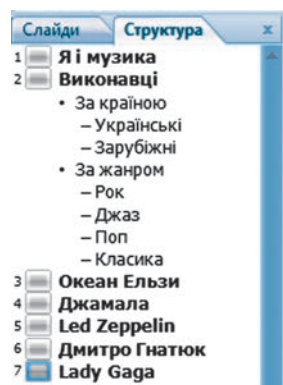 Слайди Структура x
1 Я і музика
2 Виконавці
• За країною
– Українські
– Зарубіжні
• За жанром
– Рок
– Джаз
– Поп
– Класика
3 Океан Ельзи
4 Джамала
5 Led Zeppelin
6 Дмитро Гнатюк
7 Lady Gaga